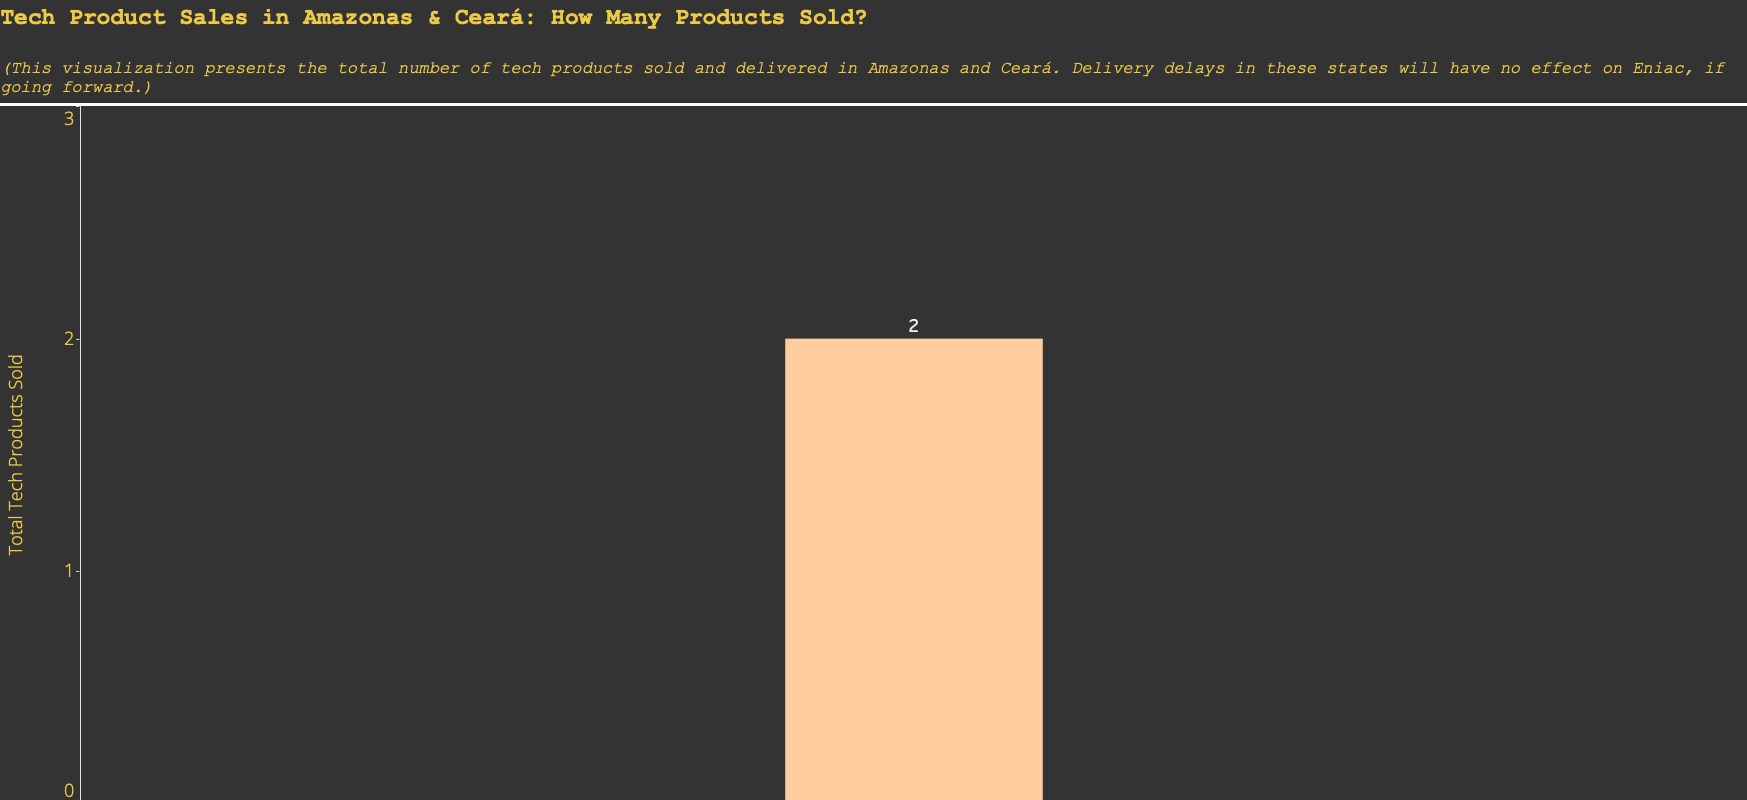 Tech Product Sales in Amazonas & Ceará: How Many Products Sold?
(This visualization presents the total number of tech products sold and delivered in Amazonas and Ceará. Delivery delays in these states will have no effect on Eniac, if
going forward.)
3
2
2
Total Tech Products Sold
1
0